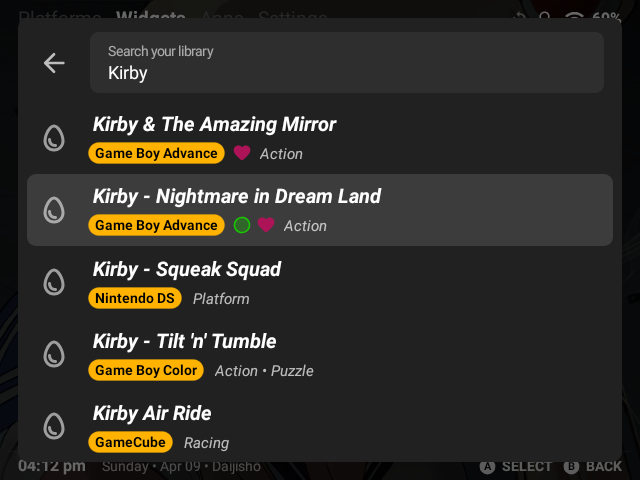 Platforms Widgets Apps Settings 60%
Search your library
Kirby
Kirby & The Amazing Mirror
Game Boy Advance Action
Kirby - Nightmare in Dream Land
Game Boy Advance Action
Kirby - Squeak Squad
Nintendo DS Platform
Kirby - Tilt 'n' Tumble
Game Boy Color Action • Puzzle
Kirby Air Ride
GameCube Racing
04:12 pm Sunday • Apr 09 • Daijisho A SELECT B BACK